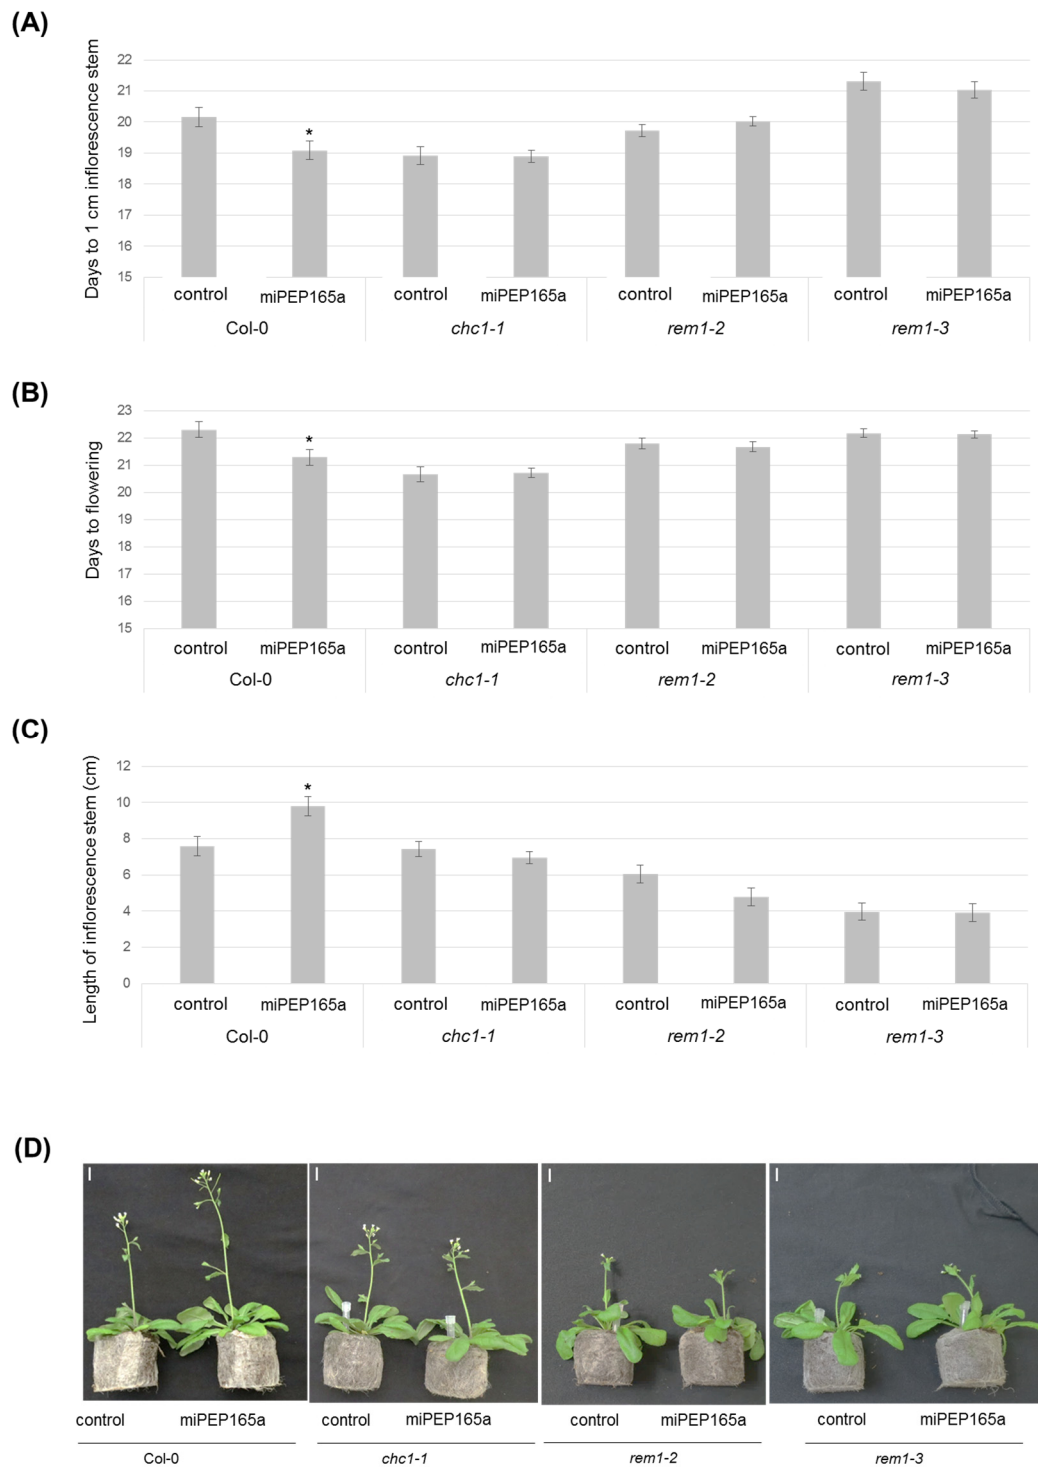 (A)
Days to 1 cm inflorescence stem
22
21
20
19
18
17
16
15
*
control miPEP165a control miPEP165a control miPEP165a control miPEP165a
Col-0 chc1-1 rem1-2 rem1-3
(B)
Days to flowering
23
22
21
20
19
18
17
16
15
*
control miPEP165a control miPEP165a control miPEP165a control miPEP165a
Col-0 chc1-1 rem1-2 rem1-3
(C)
Length of inflorescence stem (cm)
12
10
8
6
4
2
0
*
control miPEP165a control miPEP165a control miPEP165a control miPEP165a
Col-0 chc1-1 rem1-2 rem1-3
(D)
control miPEP165a control miPEP165a control miPEP165a control miPEP165a
Col-0 chc1-1 rem1-2 rem1-3